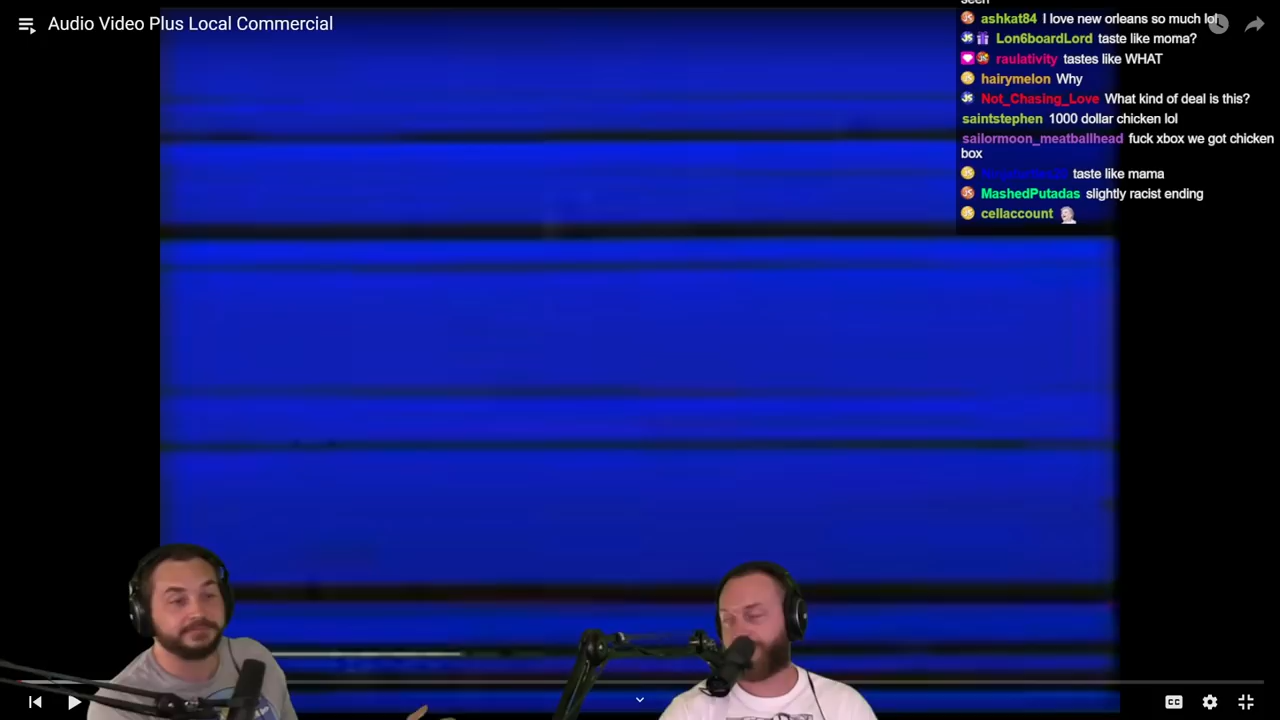 Audio Video Plus Local Commercial
seen
ashkat84 I love new orleans so much lol
Lon6boardLord taste like moma?
raulativity tastes like WHAT
hairymelon Why
Not_Chasing_Love What kind of deal is this?
saintstephen 1000 dollar chicken lol
sailormoon_meatballhead fuck xbox we got chicken
box
taste like mama
MashedPutadas slightly racist ending
cellaccount
CC